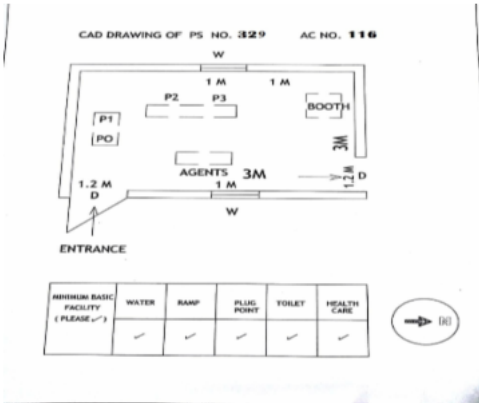 CAD DRAWING OF PS NO. 329 AC NO. 116
W
1 M 1 M
P2 P3
BOOTH
P1
PO
3M
AGENTS 3M
1.2 M 1 M 1.2 M D
D
W
ENTRANCE
MINIMUM BASIC FACILITY ( PLEASE ✓ ) WATER RAMP PLUG POINT TOILET HEALTH CARE
✓ ✓ ✓ ✓ ✓